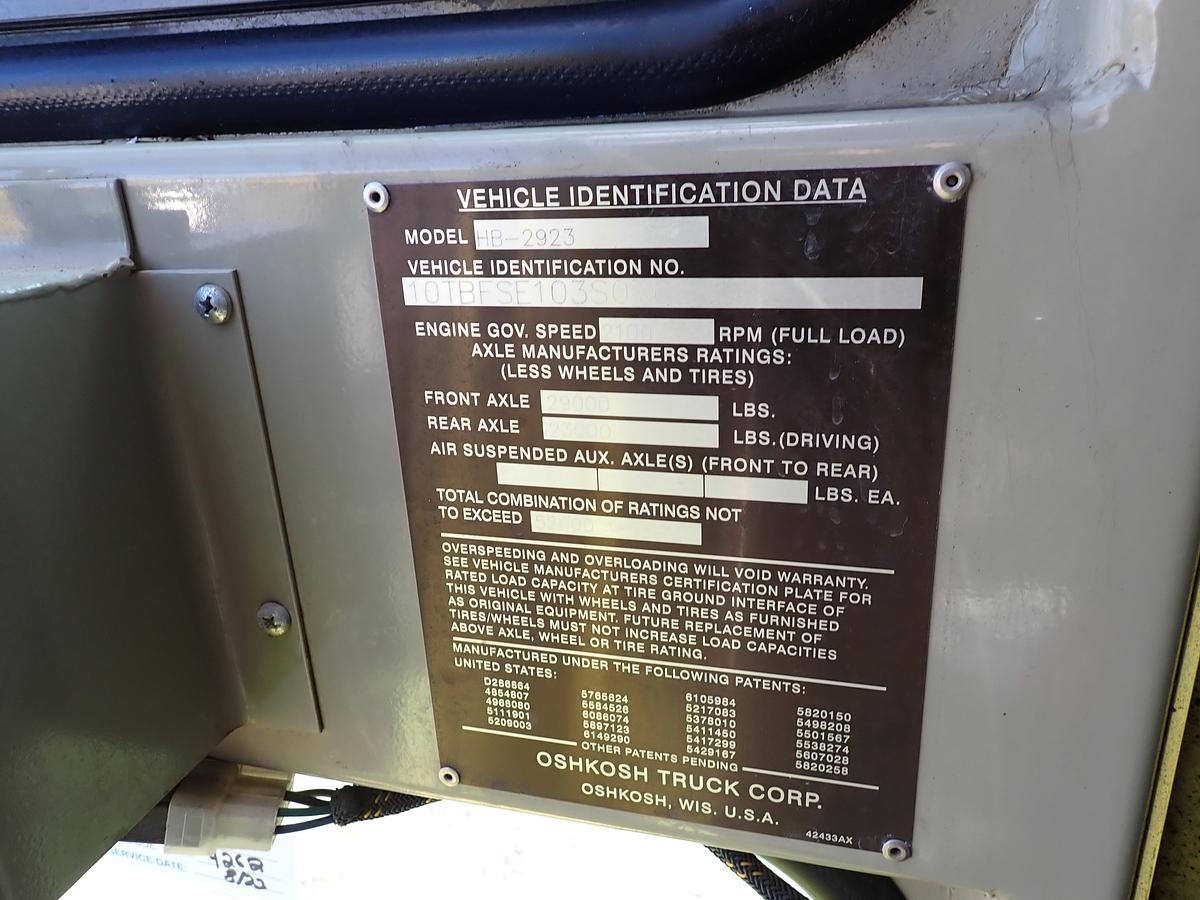 VEHICLE IDENTIFICATION DATA
MODEL HB-2923
VEHICLE IDENTIFICATION NO.
10TBFSE103S0
ENGINE GOV. SPEED 2100 RPM (FULL LOAD)
AXLE MANUFACTURERS RATINGS:
(LESS WHEELS AND TIRES)
FRONT AXLE 29000 LBS.
REAR AXLE 23000 LBS.(DRIVING)
AIR SUSPENDED AUX. AXLE(S) (FRONT TO REAR)
LBS. EA.
TOTAL COMBINATION OF RATINGS NOT
TO EXCEED 52000
OVERSPEEDING AND OVERLOADING WILL VOID WARRANTY.
SEE VEHICLE MANUFACTURERS CERTIFICATION PLATE FOR
RATED LOAD CAPACITY AT TIRE GROUND INTERFACE OF
THIS VEHICLE WITH WHEELS AND TIRES AS FURNISHED
AS ORIGINAL EQUIPMENT. FUTURE REPLACEMENT OF
TIRES/WHEELS MUST NOT INCREASE LOAD CAPACITIES
ABOVE AXLE, WHEEL OR TIRE RATING.
MANUFACTURED UNDER THE FOLLOWING PATENTS:
UNITED STATES:
D286864 5765624 6105984 5820150
4854807 5584526 5217083 5498208
4968080 6086074 5378010 5501567
5111901 5897123 5411450 5538274
5209003 6149290 5417299 5607028
5429167 5820258
OTHER PATENTS PENDING
OSHKOSH TRUCK CORP.
OSHKOSH, WIS. U.S.A.
42433AX
SERVICE DATE: 8/22